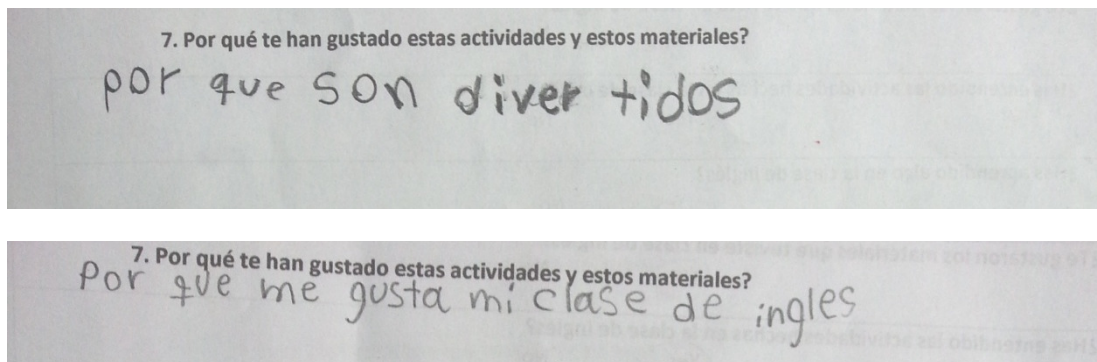 7. Por qué te han gustado estas actividades y estos materiales?
por que son diver tidos
7. Por qué te han gustado estas actividades y estos materiales?
Por que me gusta mi clase de ingles